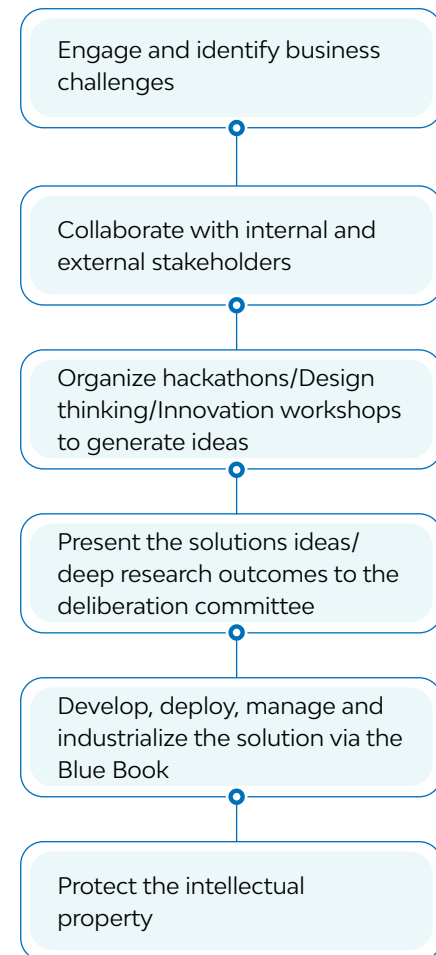 Engage and identify business
challenges
Collaborate with internal and
external stakeholders
Organize hackathons/Design
thinking/Innovation workshops
to generate ideas
Present the solutions ideas/
deep research outcomes to the
deliberation committee
Develop, deploy, manage and
industrialize the solution via the
Blue Book
Protect the intellectual
property